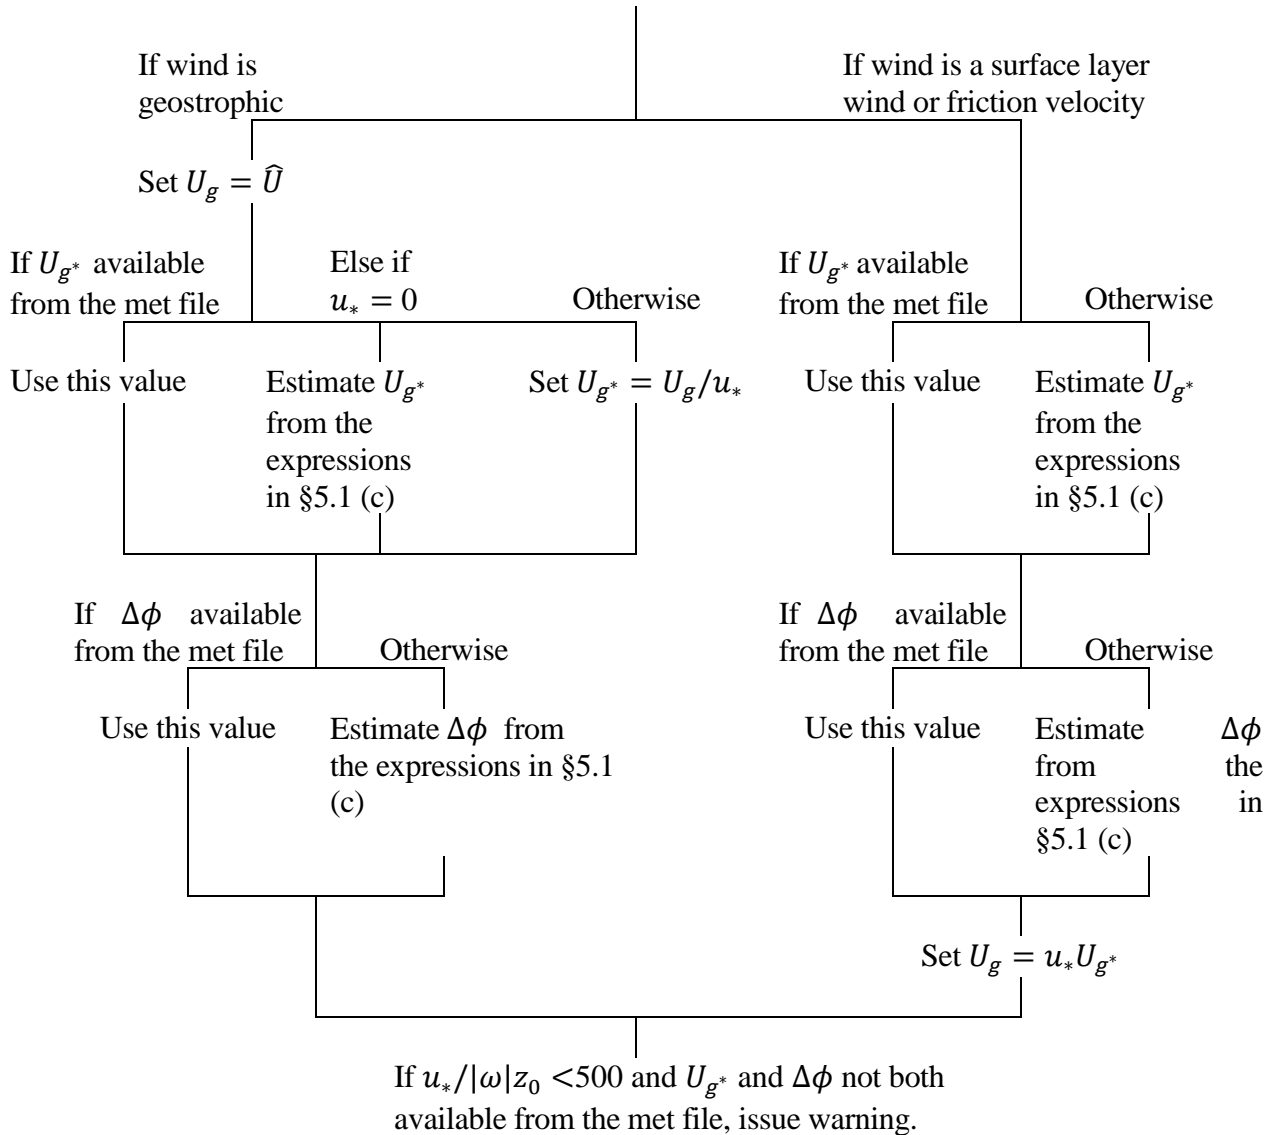 If wind is
geostrophic
If wind is a surface layer
wind or friction velocity
Set U_g = Û
If U_{g*} available
from the met file
Else if
u_* = 0
Otherwise
If U_{g*} available
from the met file
Otherwise
Use this value
Estimate U_{g*}
from the
expressions
in §5.1 (c)
Set U_{g*} = U_g/u_*
Use this value
Estimate U_{g*}
from the
expressions
in §5.1 (c)
If Δϕ available
from the met file
Otherwise
If Δϕ available
from the met file
Otherwise
Use this value
Estimate Δϕ from
the expressions in §5.1
(c)
Use this value
Estimate Δϕ
from the
expressions in
§5.1 (c)
Set U_g = u_*U_{g*}
If u_*/|ω|z_0 <500 and U_{g*} and Δϕ not both
available from the met file, issue warning.